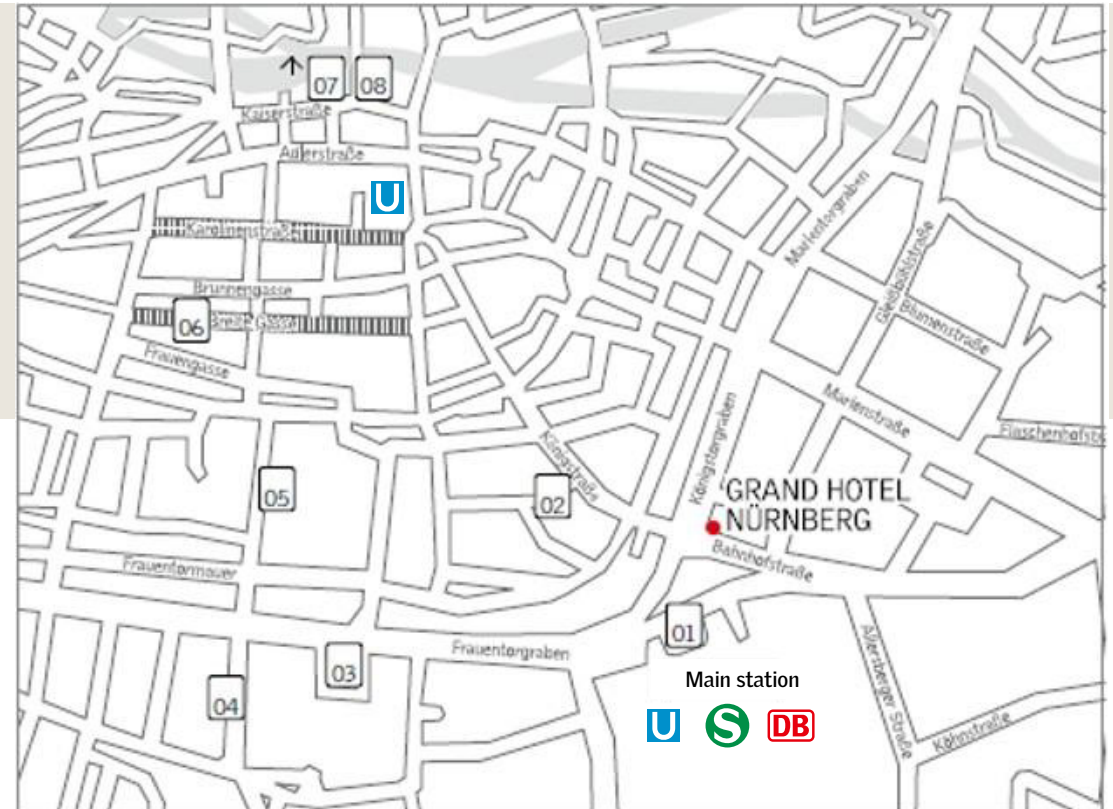 07
08
Kaiserstraße
Adlerstraße
U
Karolinenstraße
Marientorgraben
Gleißbühlstraße
Brunnengasse
Blumenstraße
06
Breite Gasse
Frauengasse
Marienstraße
Königstorgraben
Königstraße
05
02
GRAND HOTEL
NÜRNBERG
Bahnhofstraße
Frauentormauer
01
Frauentorgraben
03
04
Main station
U
S
DB
Allersberger Straße
Köhnstraße